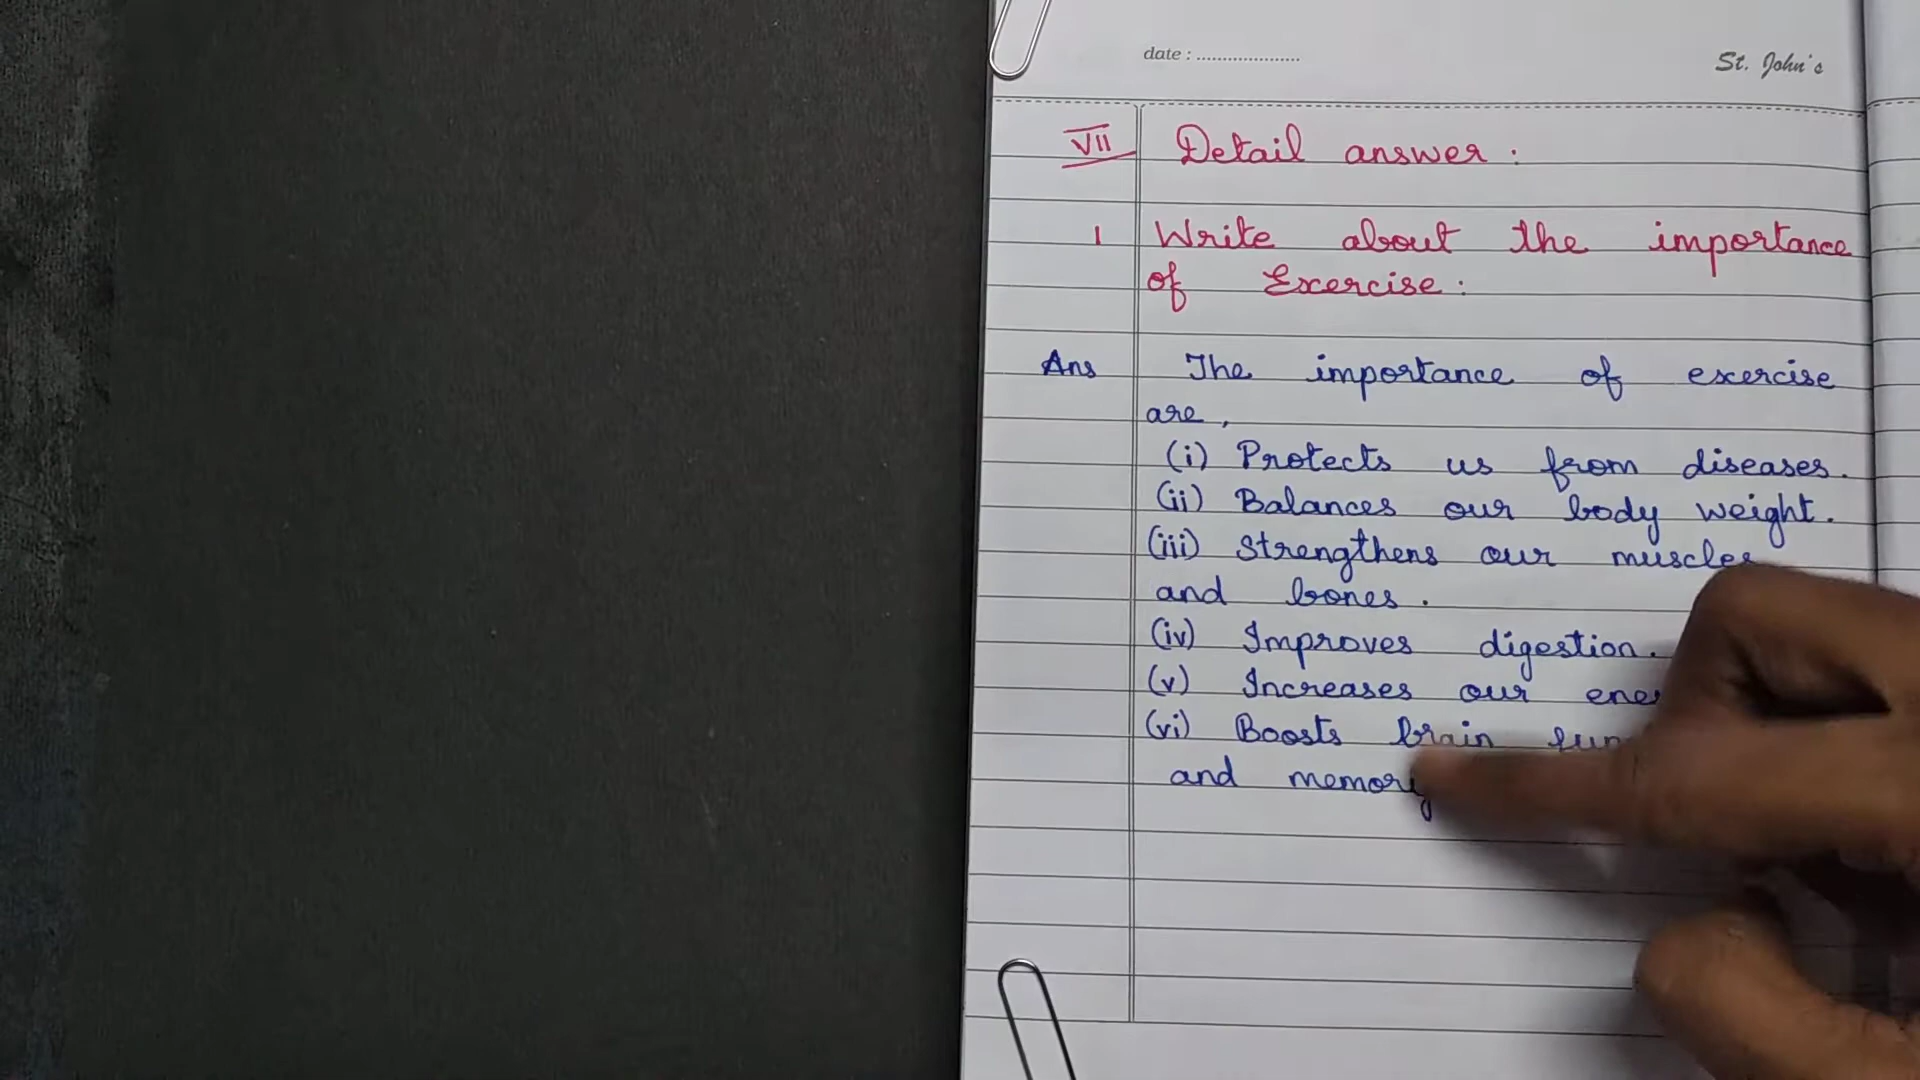 date : ....................
St. John's
VII Detail answer :
1 Write about the importance
of Exercise :
Ans The importance of exercise
are,
(i) Protects us from diseases.
(ii) Balances our body weight.
(iii) Strengthens our muscles
and bones.
(iv) Improves digestion.
(v) Increases our
(vi) Boosts brain
and memory